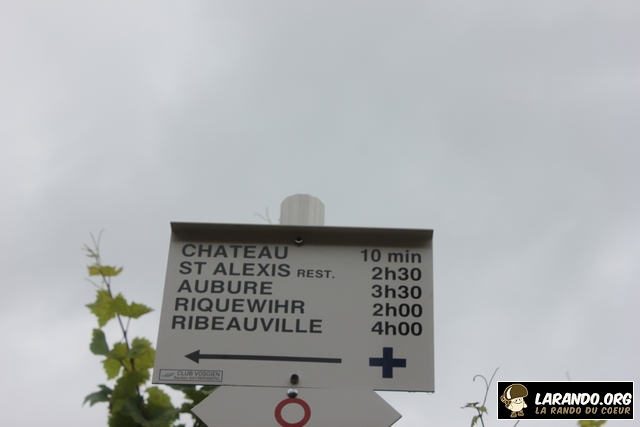 CHATEAU 10 min
ST ALEXIS REST. 2h30
AUBURE 3h30
RIQUEWIHR 2h00
RIBEAUVILLE 4h00
CLUB VOSGIEN
LARANDO.ORG
LA RANDO DU COEUR